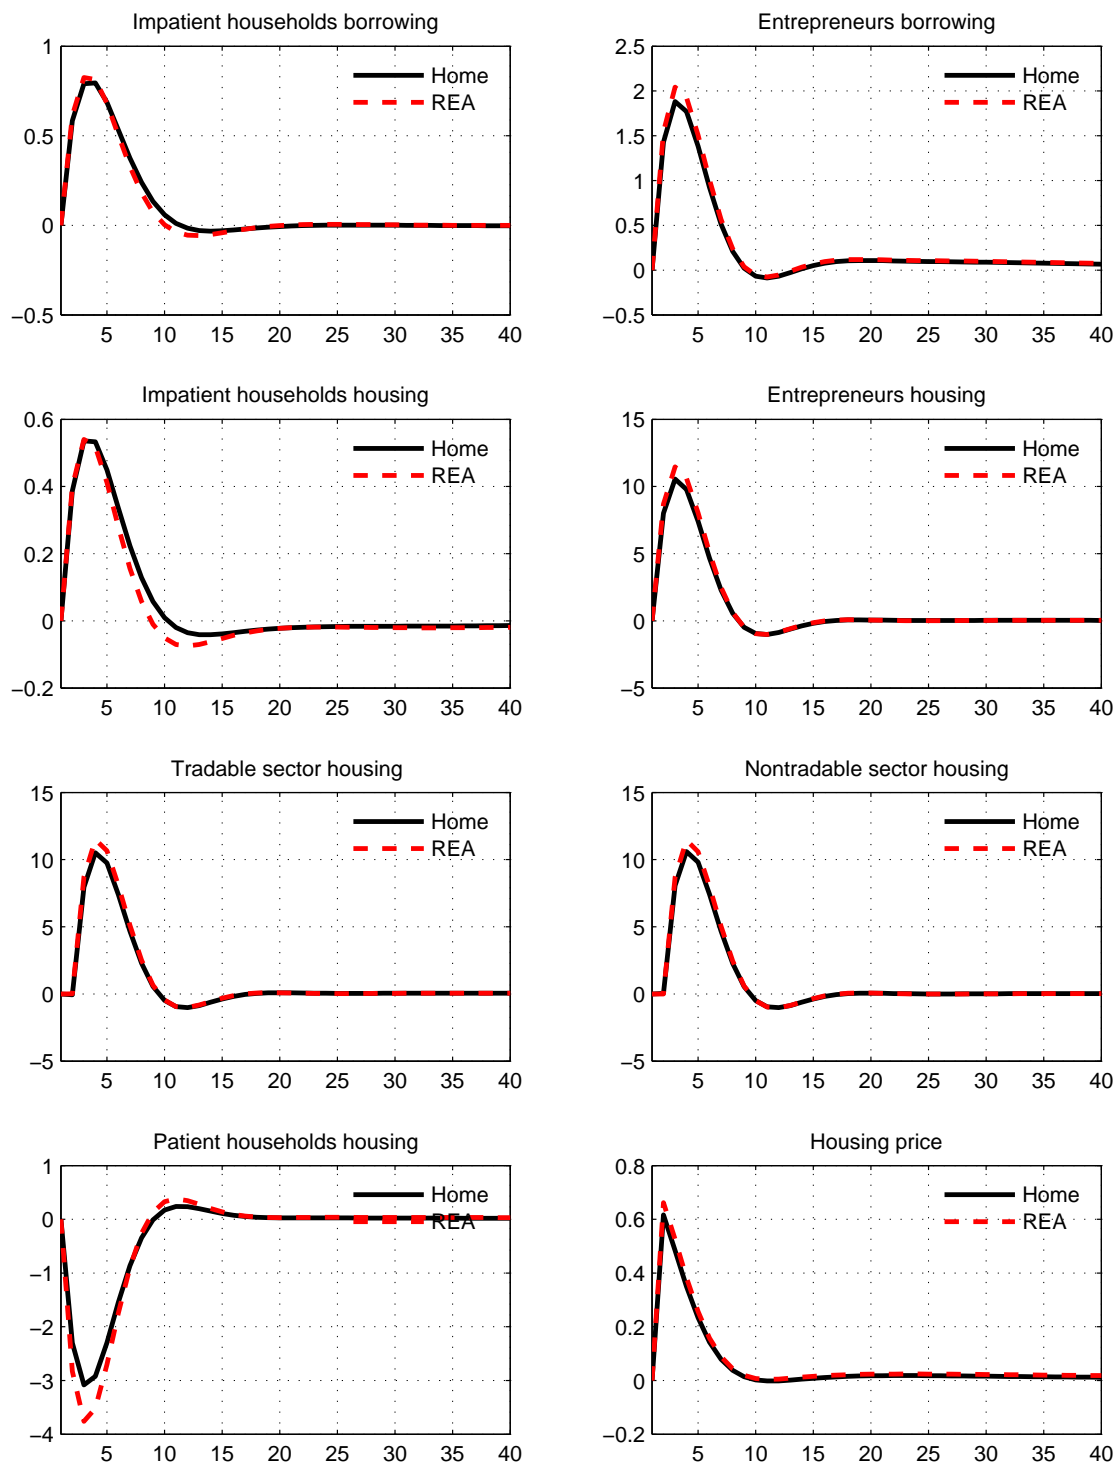 Impatient households borrowing
1
0.5
0
−0.5
5 10 15 20 25 30 35 40
Home
REA
Entrepreneurs borrowing
2.5
2
1.5
1
0.5
0
−0.5
5 10 15 20 25 30 35 40
Home
REA
Impatient households housing
0.6
0.4
0.2
0
−0.2
5 10 15 20 25 30 35 40
Home
REA
Entrepreneurs housing
15
10
5
0
−5
5 10 15 20 25 30 35 40
Home
REA
Tradable sector housing
15
10
5
0
−5
5 10 15 20 25 30 35 40
Home
REA
Nontradable sector housing
15
10
5
0
−5
5 10 15 20 25 30 35 40
Home
REA
Patient households housing
1
0
−1
−2
−3
−4
5 10 15 20 25 30 35 40
Home
REA
Housing price
0.8
0.6
0.4
0.2
0
−0.2
5 10 15 20 25 30 35 40
Home
REA